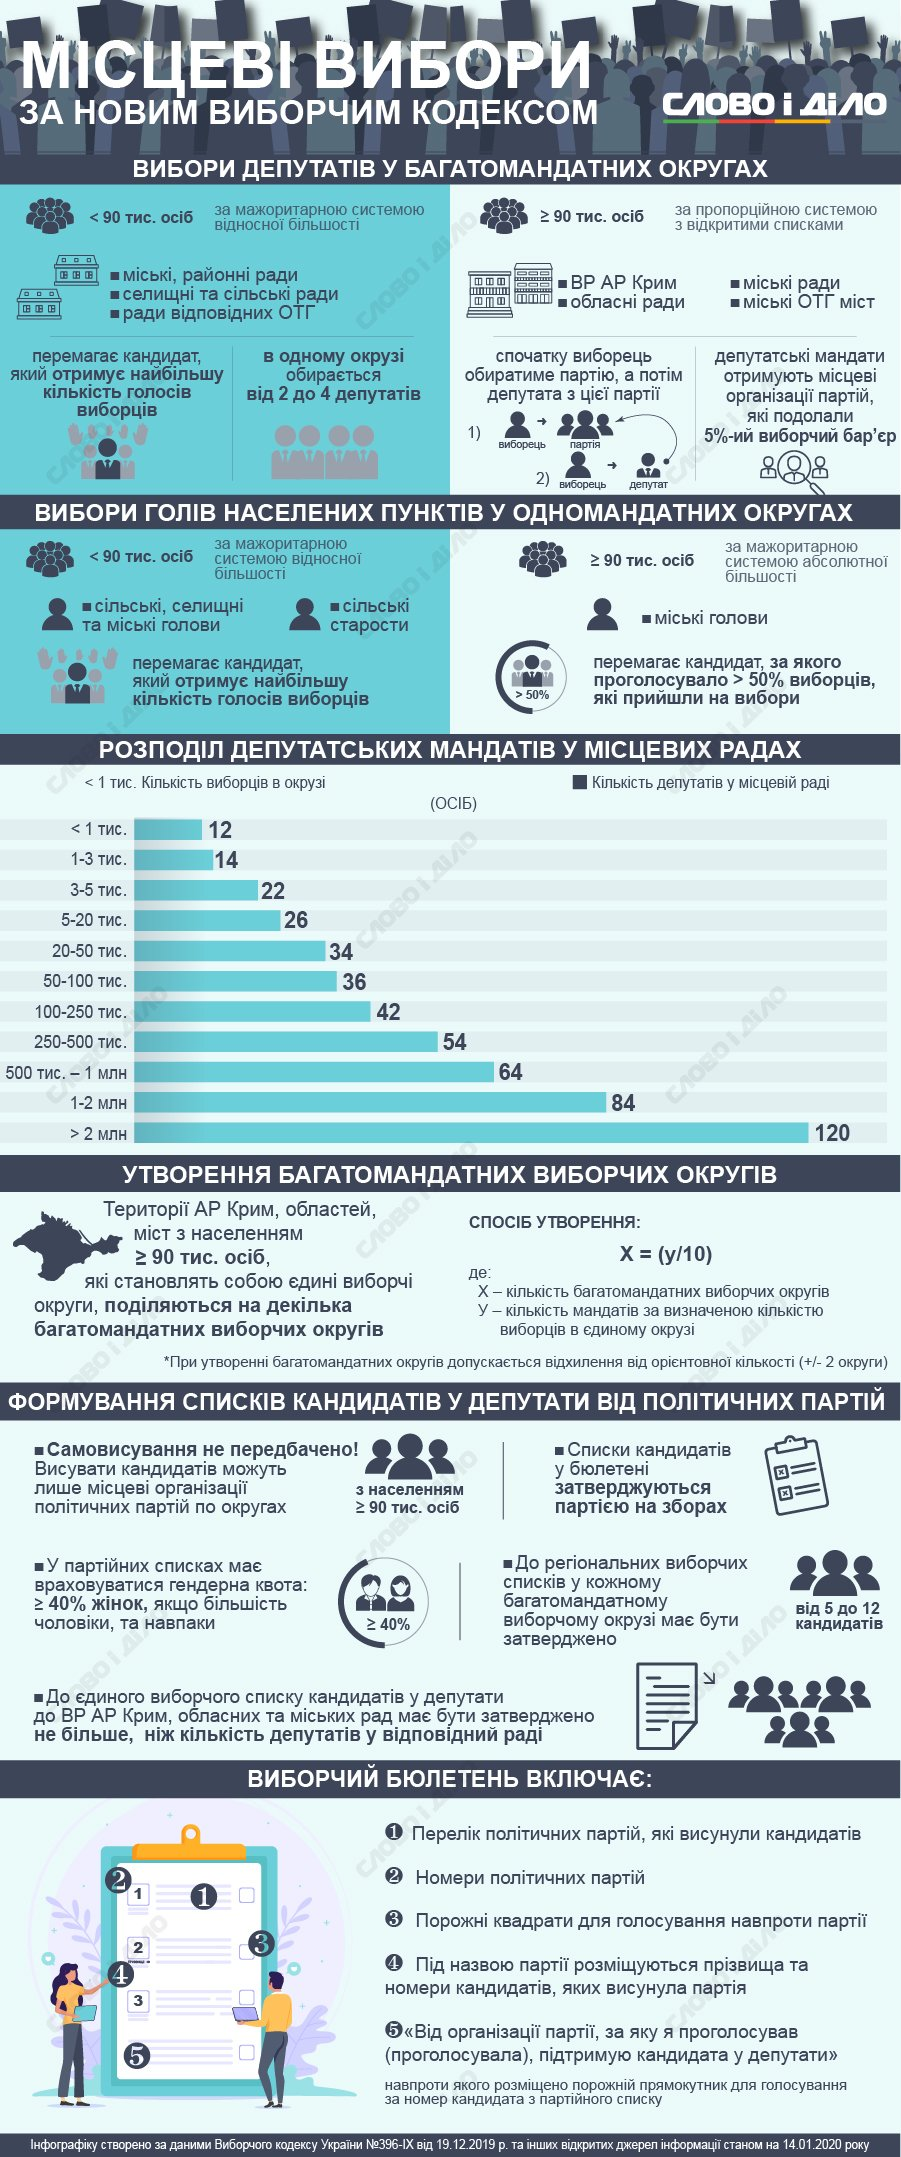 МІСЦЕВІ ВИБОРИ
ЗА НОВИМ ВИБОРЧИМ КОДЕКСОМ
СЛОВО і ДІЛО
ВИБОРИ ДЕПУТАТІВ У БАГАТОМАНДАТНИХ ОКРУГАХ
< 90 тис. осіб
за мажоритарною системою
відносної більшості
■ міські, районні ради
■ селищні та сільські ради
■ ради відповідних ОТГ
перемагає кандидат,
який отримує найбільшу
кількість голосів
виборців
в одному окрузі
обирається
від 2 до 4 депутатів
≥ 90 тис. осіб
за пропорційною системою
з відкритими списками
■ ВР АР Крим
■ обласні ради
■ міські ради
■ міські ОТГ міст
спочатку виборець
обиратиме партію, а потім
депутата з цієї партії
1)
виборець
партія
2)
виборець
депутат
депутатські мандати
отримують місцеві
організації партій,
які подолали
5%-ий виборчий бар’єр
ВИБОРИ ГОЛІВ НАСЕЛЕНИХ ПУНКТІВ У ОДНОМАНДАТНИХ ОКРУГАХ
< 90 тис. осіб
за мажоритарною
системою відносної
більшості
■ сільські, селищні
та міські голови
■ сільські
старости
перемагає кандидат,
який отримує найбільшу
кількість голосів виборців
≥ 90 тис. осіб
за мажоритарною
системою абсолютної
більшості
■ міські голови
> 50%
перемагає кандидат, за якого
проголосувало > 50% виборців,
які прийшли на вибори
РОЗПОДІЛ ДЕПУТАТСЬКИХ МАНДАТІВ У МІСЦЕВИХ РАДАХ
< 1 тис. Кількість виборців в окрузі
■ Кількість депутатів у місцевій раді
(ОСІБ)
< 1 тис. 12
1-3 тис. 14
3-5 тис. 22
5-20 тис. 26
20-50 тис. 34
50-100 тис. 36
100-250 тис. 42
250-500 тис. 54
500 тис. – 1 млн 64
1-2 млн 84
> 2 млн 120
УТВОРЕННЯ БАГАТОМАНДАТНИХ ВИБОРЧИХ ОКРУГІВ
Території АР Крим, областей,
міст з населенням
≥ 90 тис. осіб,
які становлять собою єдині виборчі
округи, поділяються на декілька
багатомандатних виборчих округів
СПОСІБ УТВОРЕННЯ:
X = (y/10)
де:
X – кількість багатомандатних виборчих округів
У – кількість мандатів за визначеною кількістю
виборців в єдиному окрузі
*При утворенні багатомандатних округів допускається відхилення від орієнтовної кількості (+/- 2 округи)
ФОРМУВАННЯ СПИСКІВ КАНДИДАТІВ У ДЕПУТАТИ ВІД ПОЛІТИЧНИХ ПАРТІЙ
■ Самовисування не передбачено!
Висувати кандидатів можуть
лише місцеві організації
політичних партій по округах
з населенням
≥ 90 тис. осіб
■ Списки кандидатів
у бюлетені
затверджуються
партією на зборах
■ У партійних списках має
враховуватися гендерна квота:
≥ 40% жінок, якщо більшість
чоловіки, та навпаки
≥ 40%
■ До регіональних виборчих
списків у кожному
багатомандатному
виборчому окрузі має бути
затверджено
від 5 до 12
кандидатів
■ До єдиного виборчого списку кандидатів у депутати
до ВР АР Крим, обласних та міських рад має бути затверджено
не більше, ніж кількість депутатів у відповідний раді
ВИБОРЧИЙ БЮЛЕТЕНЬ ВКЛЮЧАЄ:
2
1
1
2
3
4
3
5
❶ Перелік політичних партій, які висунули кандидатів
❷ Номери політичних партій
❸ Порожні квадрати для голосування навпроти партії
❹ Під назвою партії розміщуються прізвища та
номери кандидатів, яких висунула партія
❺«Від організації партії, за яку я проголосував
(проголосувала), підтримую кандидата у депутати»
навпроти якого розміщено порожній прямокутник для голосування
за номер кандидата з партійного списку
Інфографіку створено за даними Виборчого кодексу України №396-IX від 19.12.2019 р. та інших відкритих джерел інформації станом на 14.01.2020 року